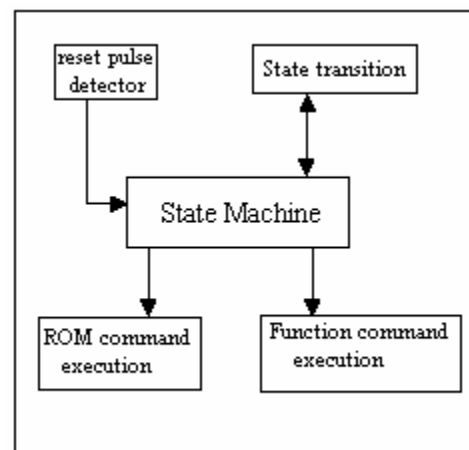 reset pulse
detector
State transition
State Machine
ROM command
execution
Function command
execution